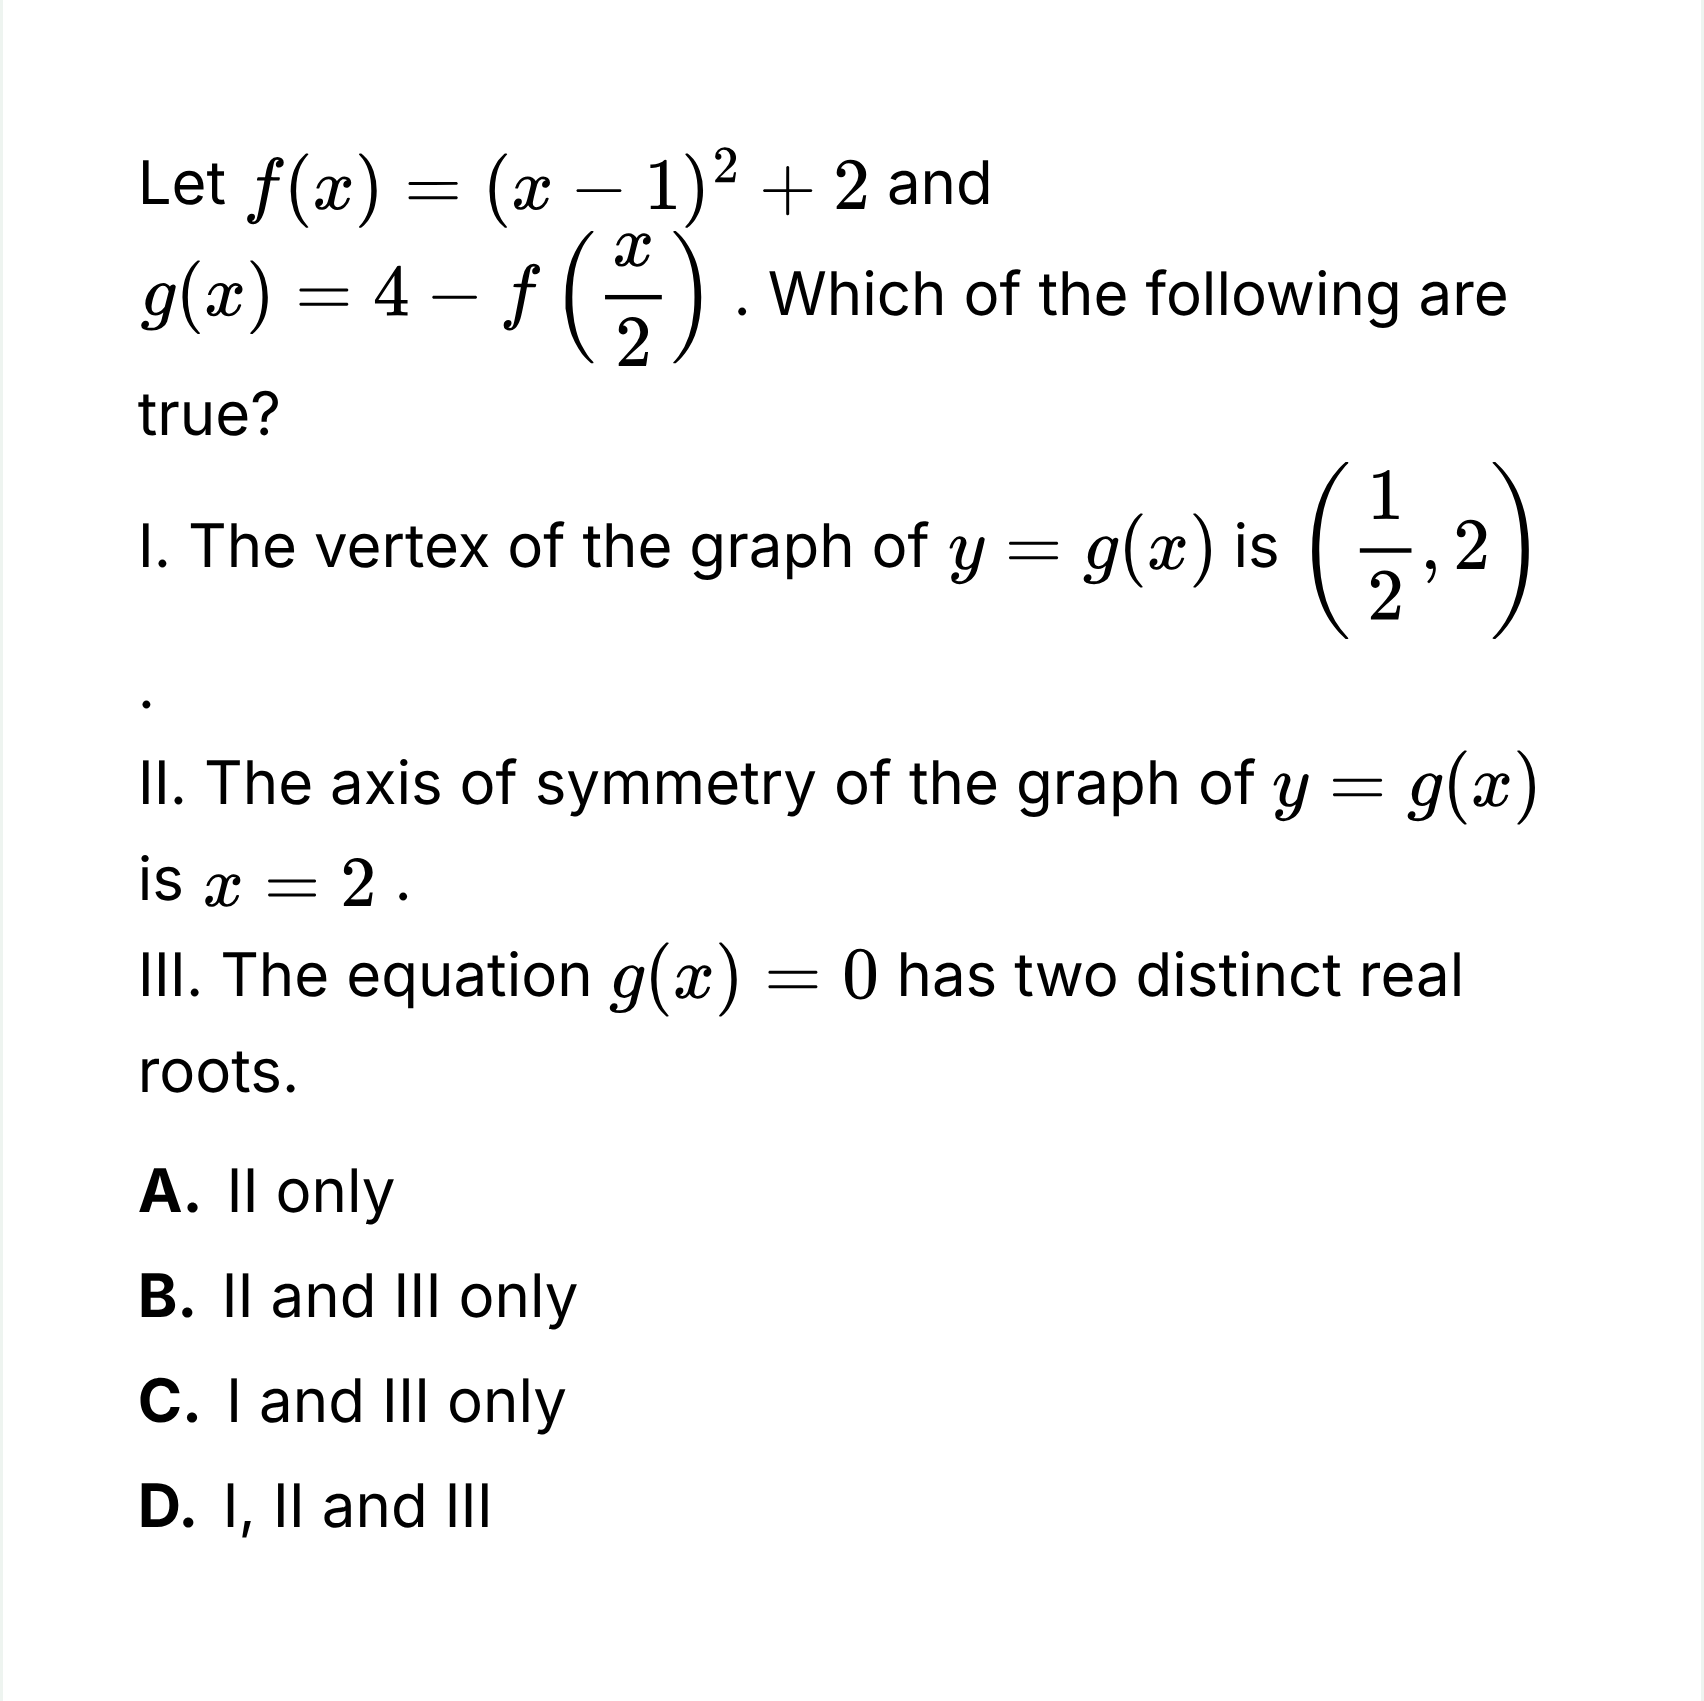 Let f(x) = (x − 1)² + 2 and
g(x) = 4 − f(x/2) . Which of the following are
true?
I. The vertex of the graph of y = g(x) is (1/2, 2)
.
II. The axis of symmetry of the graph of y = g(x)
is x = 2 .
III. The equation g(x) = 0 has two distinct real
roots.
A. II only
B. II and III only
C. I and III only
D. I, II and III